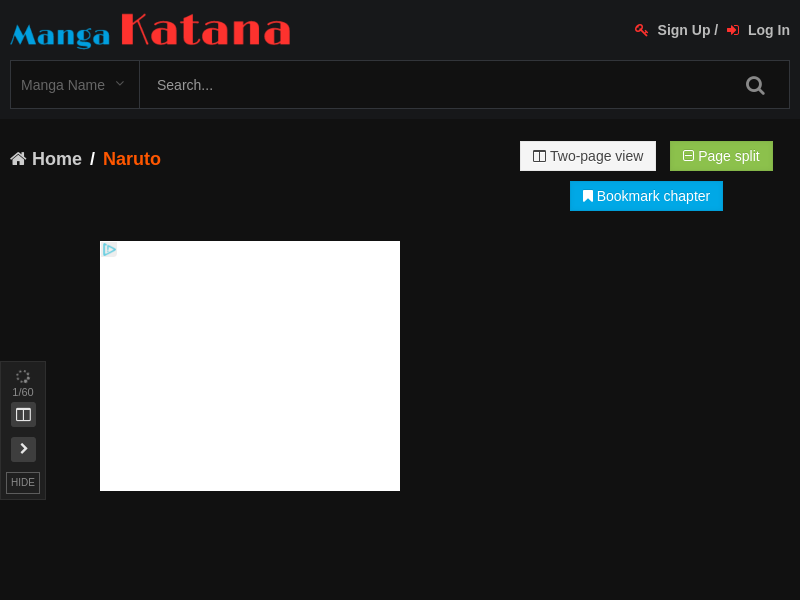 Manga Katana
Sign Up / Log In
Manga Name
Search...
Home / Naruto
Two-page view
Page split
Bookmark chapter
1/60
HIDE